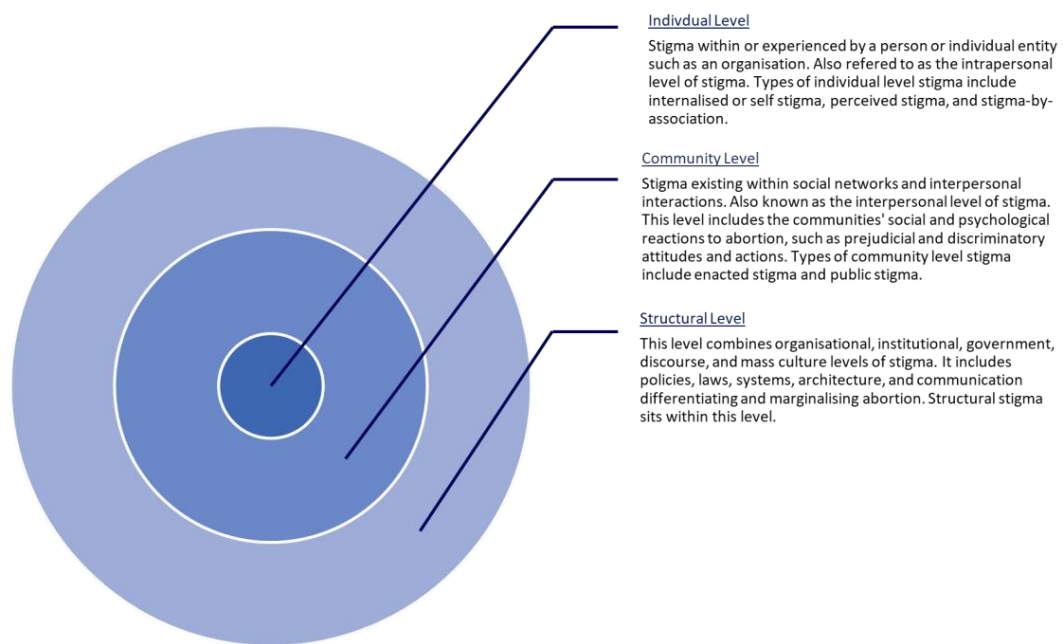 Indivdual Level
Stigma within or experienced by a person or individual entity
such as an organisation. Also refered to as the intrapersonal
level of stigma. Types of individual level stigma include
internalised or self stigma, perceived stigma, and stigma-by-
association.
Community Level
Stigma existing within social networks and interpersonal
interactions. Also known as the interpersonal level of stigma.
This level includes the communities' social and psychological
reactions to abortion, such as prejudicial and discriminatory
attitudes and actions. Types of community level stigma
include enacted stigma and public stigma.
Structural Level
This level combines organisational, institutional, government,
discourse, and mass culture levels of stigma. It includes
policies, laws, systems, architecture, and communication
differentiating and marginalising abortion. Structural stigma
sits within this level.